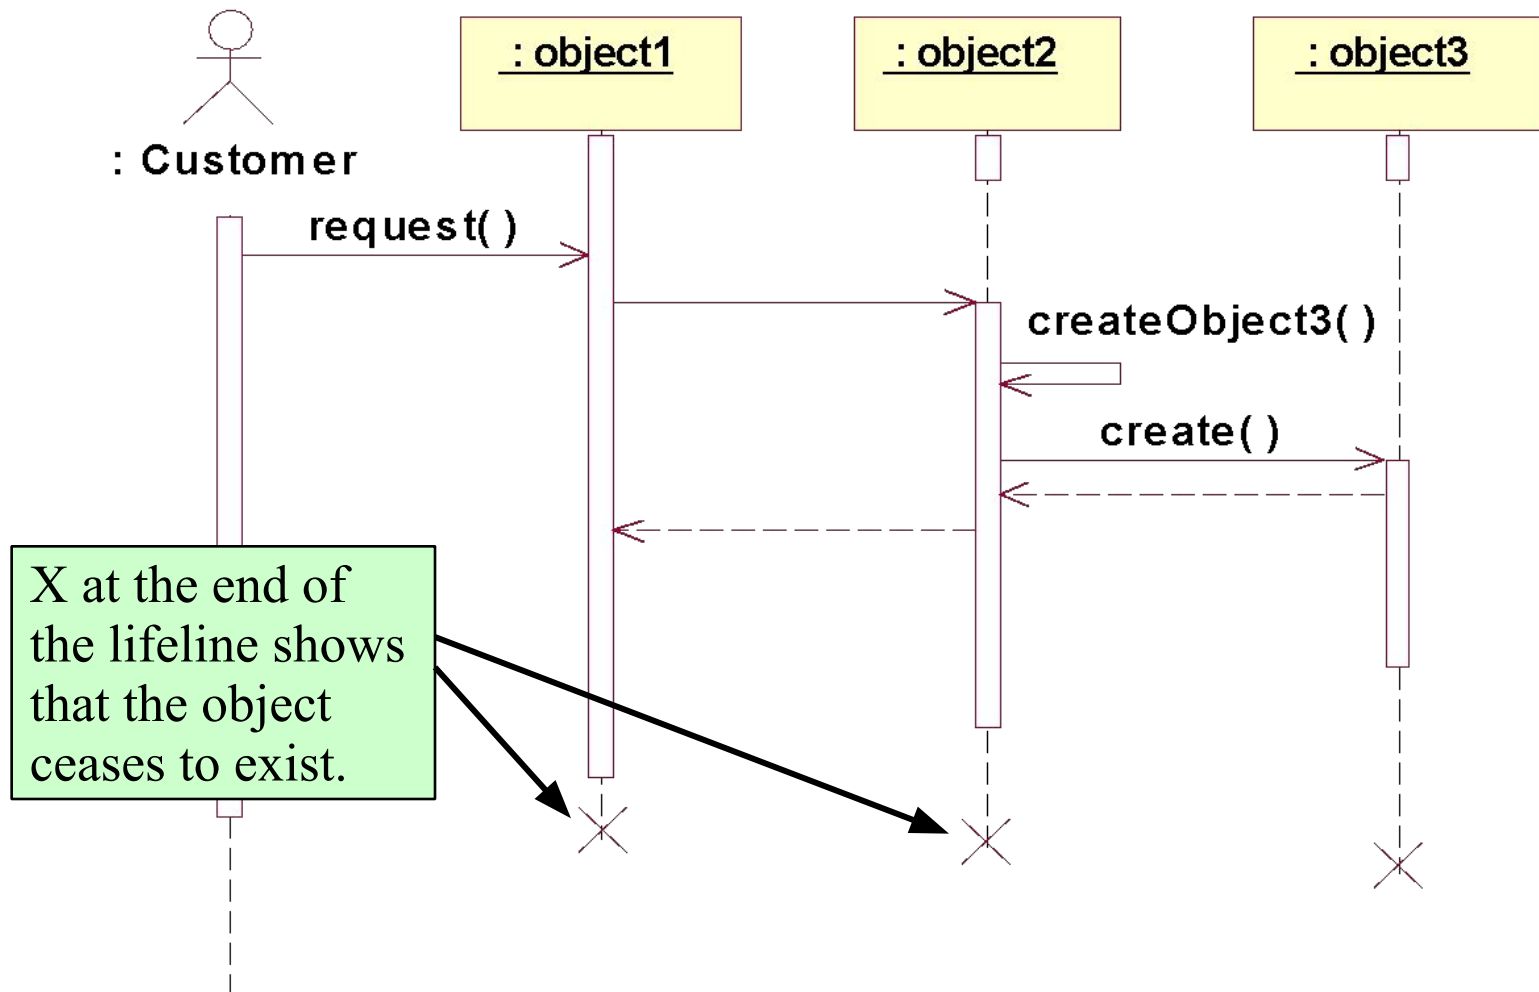 : object1
: object2
: object3
: Customer
request( )
createObject3( )
create( )
X at the end of
the lifeline shows
that the object
ceases to exist.